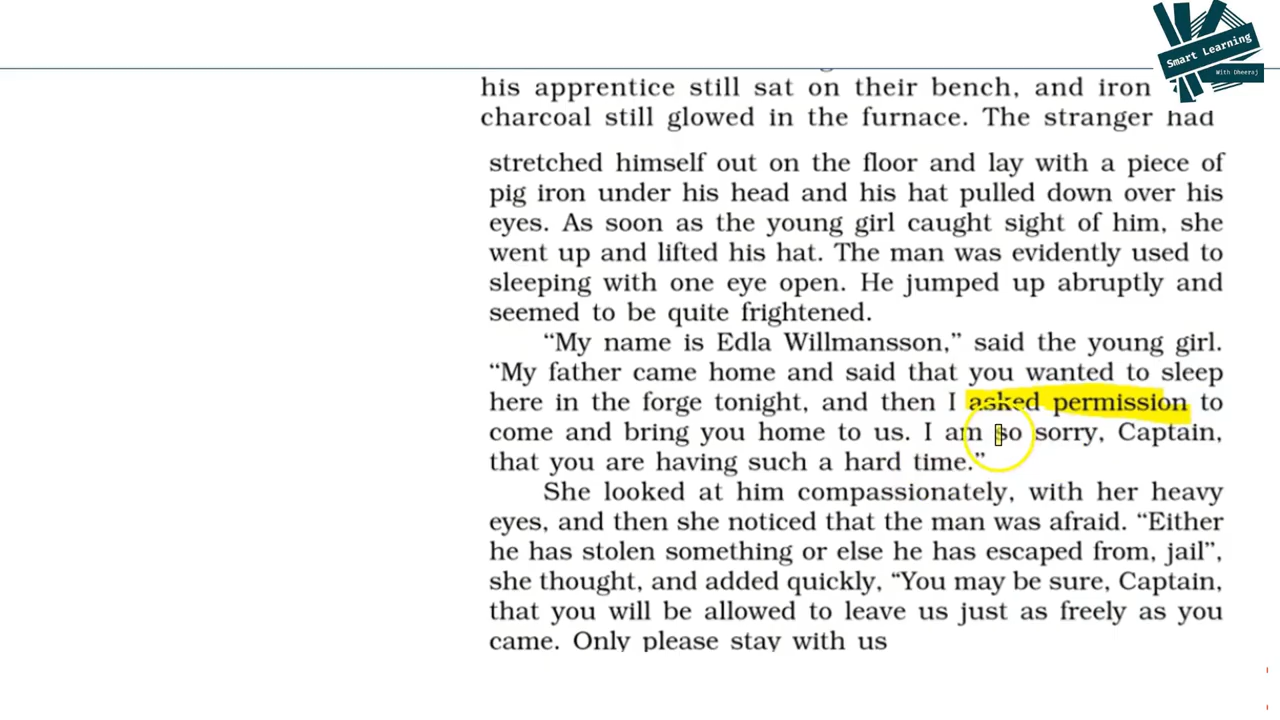 Smart Learning
With Dheeraj
his apprentice still sat on their bench, and iron
charcoal still glowed in the furnace. The stranger had
stretched himself out on the floor and lay with a piece of
pig iron under his head and his hat pulled down over his
eyes. As soon as the young girl caught sight of him, she
went up and lifted his hat. The man was evidently used to
sleeping with one eye open. He jumped up abruptly and
seemed to be quite frightened.
“My name is Edla Willmansson,” said the young girl.
“My father came home and said that you wanted to sleep
here in the forge tonight, and then I asked permission to
come and bring you home to us. I am so sorry, Captain,
that you are having such a hard time.”
She looked at him compassionately, with her heavy
eyes, and then she noticed that the man was afraid. “Either
he has stolen something or else he has escaped from, jail”,
she thought, and added quickly, “You may be sure, Captain,
that you will be allowed to leave us just as freely as you
came. Only please stay with us